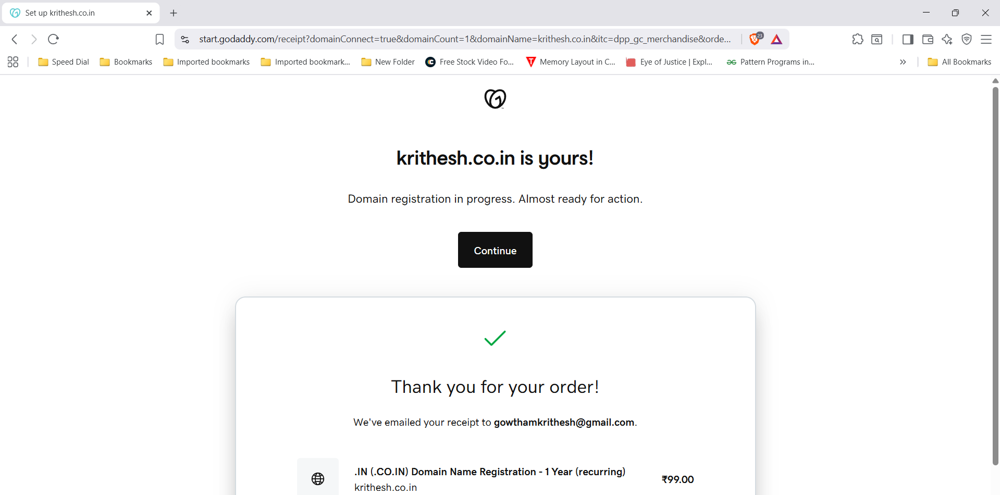 Set up krithesh.co.in
start.godaddy.com/receipt?domainConnect=true&domainCount=1&domainName=krithesh.co.in&itc=dpp_gc_merchandise&orde...
23
Speed Dial
Bookmarks
Imported bookmarks
Imported bookmark...
New Folder
Free Stock Video Fo...
Memory Layout in C...
Eye of Justice | Expl...
Pattern Programs in...
All Bookmarks
krithesh.co.in is yours!
Domain registration in progress. Almost ready for action.
Continue
Thank you for your order!
We've emailed your receipt to gowthamkrithesh@gmail.com.
.IN (.CO.IN) Domain Name Registration - 1 Year (recurring)
₹99.00
krithesh.co.in